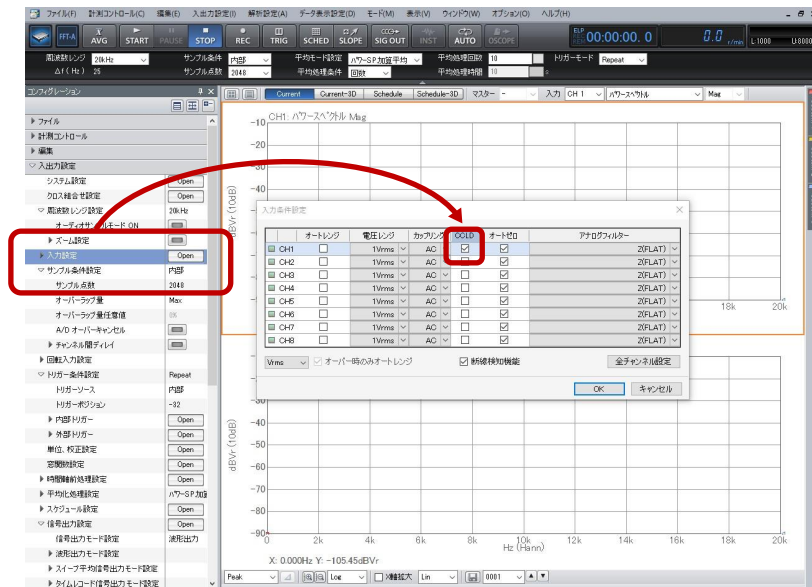 ファイル(F) 計測コントロール(C) 編集(E) 入出力設定(I) 解析設定(A) データ表示設定(D) モード(M) 表示(V) ウィンドウ(W) オプション(O) ヘルプ(H)
FFT-A AVG START PAUSE STOP REC TRIG SCHED SLOPE SIG OUT INST AUTO OSCOPE ELP 00:00:00. 0 0.0 r/min L:1000 U:8000
周波数レンジ 20kHz サンプル条件 内部 平均モード設定 パワーSP加算平均 平均処理回数 10 トリガーモード Repeat
Δf(Hz) 25 サンプル点数 2048 平均処理条件 回数 平均処理時間 10 s
コンフィグレーション
Current Current-3D Schedule Schedule-3D マスター - 入力 CH 1 パワースペクトル Mag
ファイル
計測コントロール
編集
入出力設定
システム設定 Open
クロス組合せ設定 Open
周波数レンジ設定 20kHz
オーディオサンプルモード ON
ズーム設定
入力設定 Open
サンプル条件設定 内部
サンプル点数 2048
オーバーラップ量 Max
オーバーラップ量任意値 0%
A/D オーバーキャンセル
チャンネル間ディレイ
回転入力設定
トリガー条件設定 Repeat
トリガーソース 内部
トリガーポジション -32
内部トリガー Open
外部トリガー Open
単位、校正設定 Open
窓関数設定 Open
時間軸前処理設定 Open
平均化処理設定 パワーSP加算
スケジュール設定 Open
信号出力設定 Open
信号出力モード設定 波形出力
波形出力モード設定
スイープ平均信号出力モード設定
タイムレコード信号出力モード設定
CH1: パワースペクトル Mag
-10
-20
-30
-40
dBVr (10dB)
18k 20k
入力条件設定
オートレンジ 電圧レンジ カップリング CCLD オートゼロ アナログフィルター
CH1 1Vrms AC Z(FLAT)
CH2 1Vrms AC Z(FLAT)
CH3 1Vrms AC Z(FLAT)
CH4 1Vrms AC Z(FLAT)
CH5 1Vrms AC Z(FLAT)
CH6 1Vrms AC Z(FLAT)
CH7 1Vrms AC Z(FLAT)
CH8 1Vrms AC Z(FLAT)
Vrms オーバー時のみオートレンジ 断線検知機能 全チャンネル設定
OK キャンセル
-30
-40
-50
-60
-70
-80
-90
dBVr (10dB)
0 2k 4k 6k 8k 10k 12k 14k 16k 18k 20k
Hz (Hann)
X: 0.000Hz Y: -105.45dBVr
Peak Log X軸拡大 Lin 0001